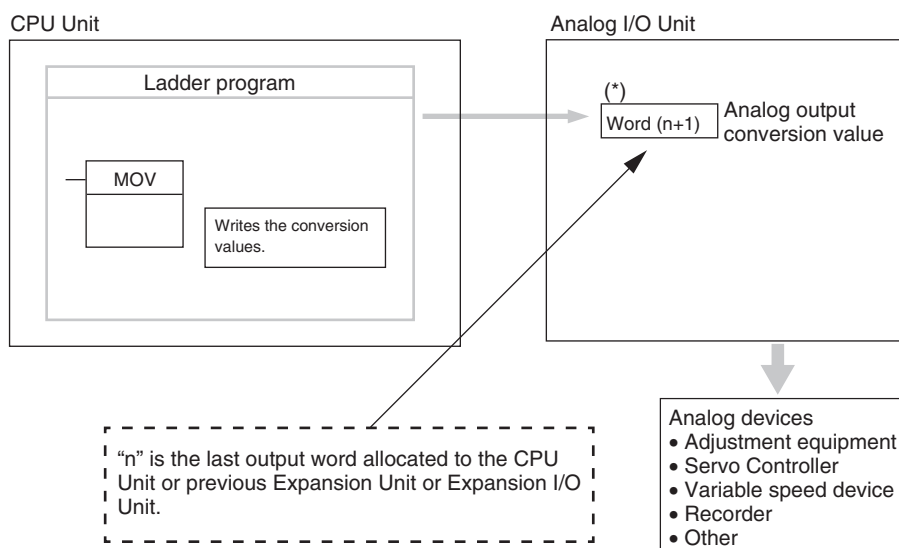 CPU Unit
Analog I/O Unit
Ladder program
(*)
Word (n+1)
Analog output
conversion value
MOV
Writes the conversion
values.
“n” is the last output word allocated to the CPU
Unit or previous Expansion Unit or Expansion I/O
Unit.
Analog devices
• Adjustment equipment
• Servo Controller
• Variable speed device
• Recorder
• Other